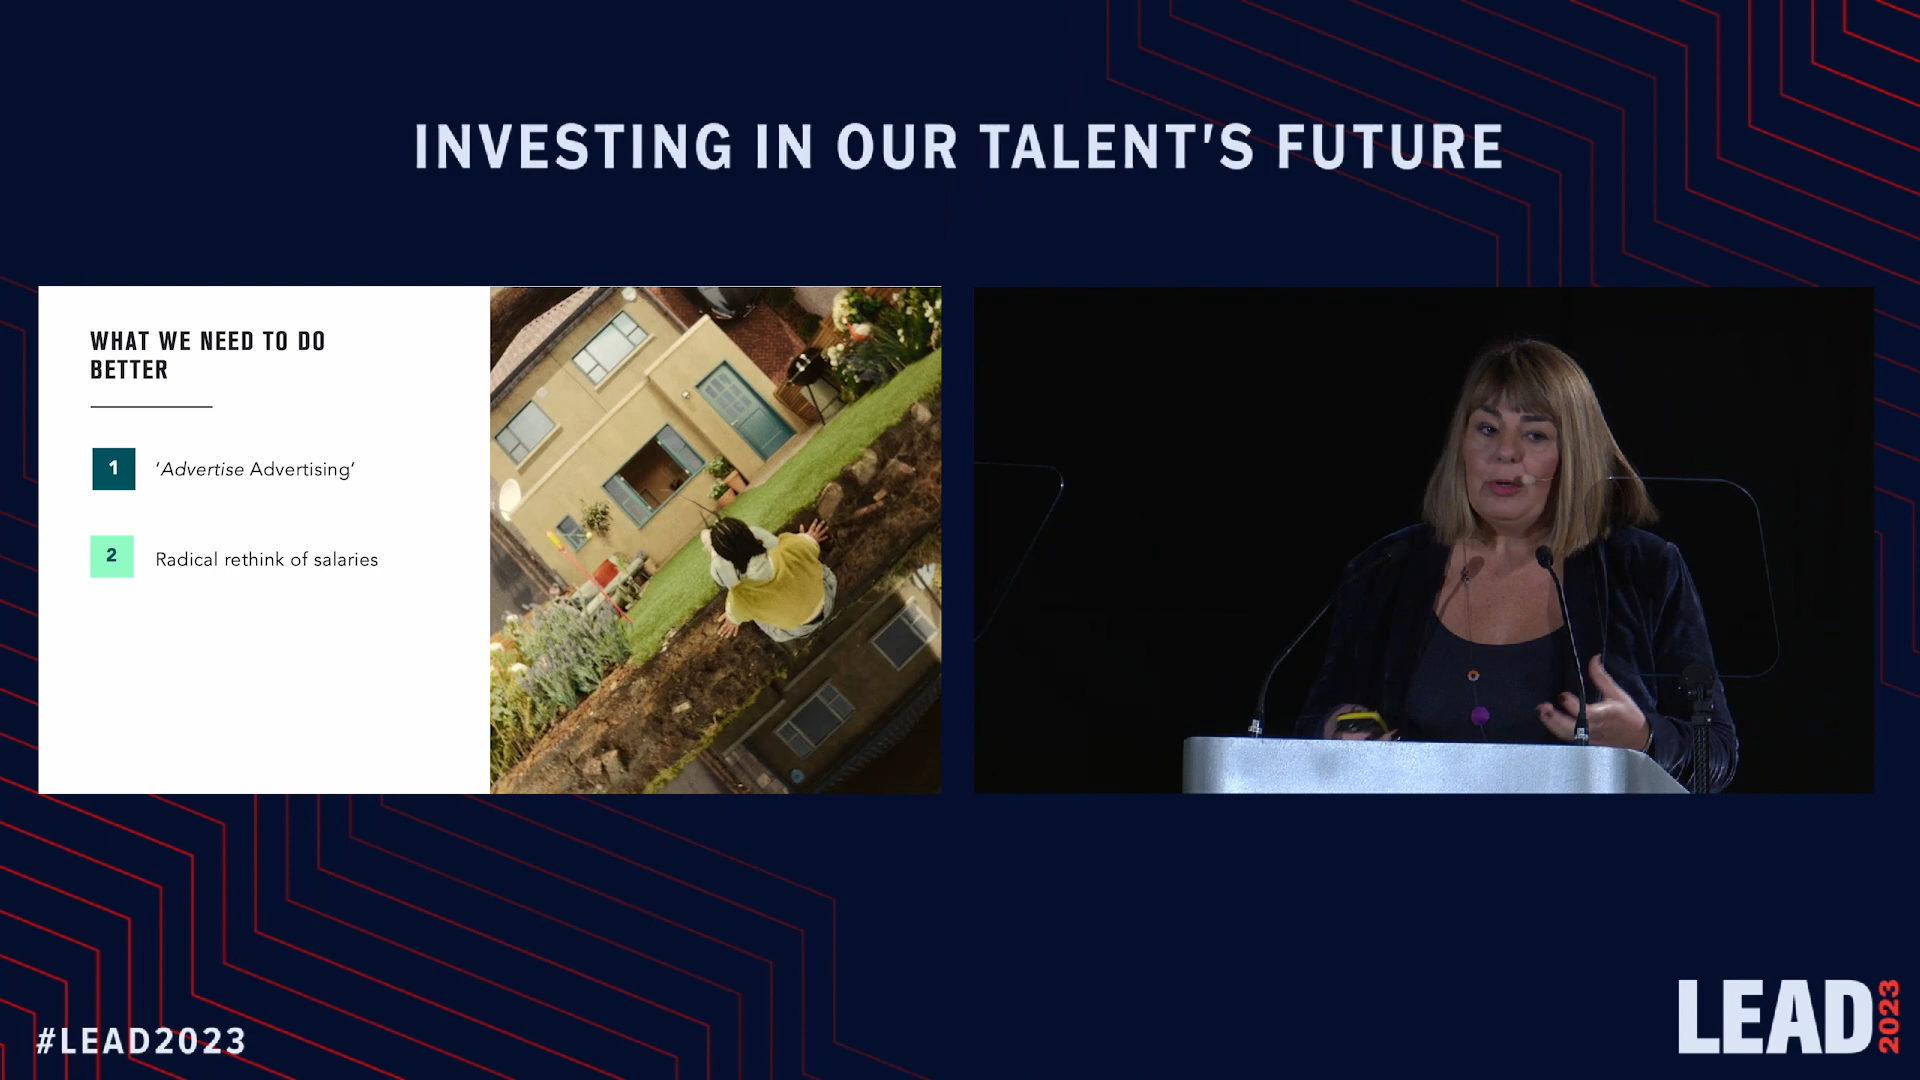 INVESTING IN OUR TALENT'S FUTURE
WHAT WE NEED TO DO
BETTER
1
‘Advertise Advertising’
2
Radical rethink of salaries
#LEAD2023
LEAD
2023